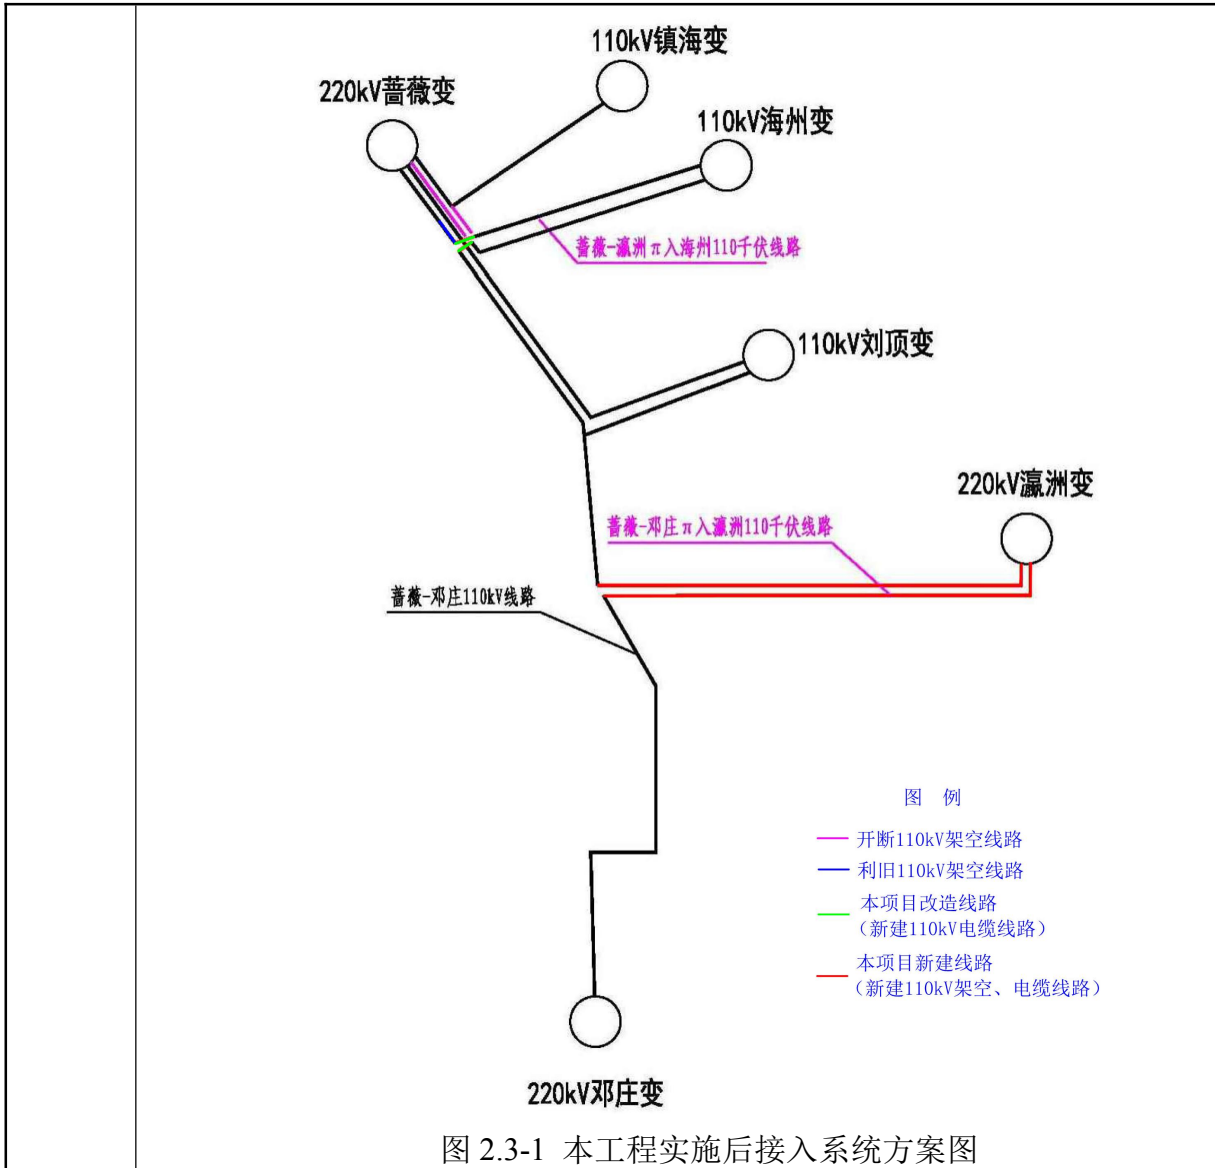 110kV镇海变
220kV蔷薇变
110kV海州变
蔷薇-瀛洲π入海州110千伏线路
110kV刘顶变
220kV瀛洲变
蔷薇-邓庄π入瀛洲110千伏线路
蔷薇-邓庄110kV线路
图 例
开断110kV架空线路
利旧110kV架空线路
本项目改造线路
（新建110kV电缆线路）
本项目新建线路
（新建110kV架空、电缆线路）
220kV邓庄变
图 2.3-1 本工程实施后接入系统方案图